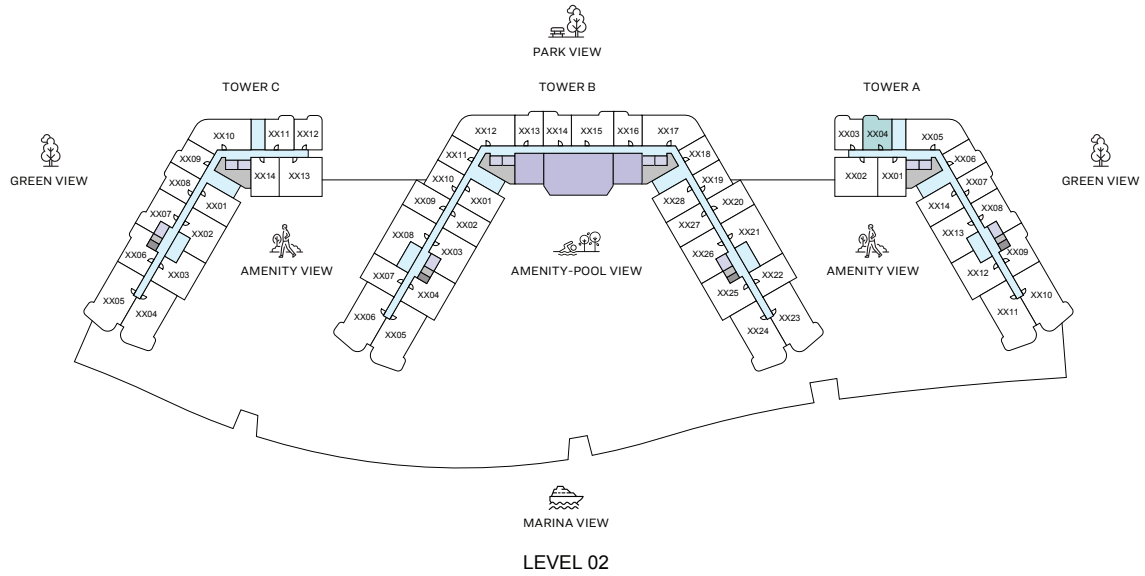 PARK VIEW
TOWER C
TOWER B
TOWER A
GREEN VIEW
XX10
XX11
XX12
XX09
XX08
XX14
XX13
XX07
XX01
XX06
XX02
XX03
XX05
XX04
AMENITY VIEW
XX12
XX13
XX14
XX15
XX16
XX17
XX11
XX18
XX10
XX19
XX09
XX01
XX28
XX20
XX08
XX02
XX27
XX21
XX07
XX03
XX26
XX22
XX06
XX04
XX25
XX23
XX05
XX24
AMENITY-POOL VIEW
AMENITY VIEW
XX03
XX04
XX05
XX02
XX01
XX06
XX07
XX14
XX08
XX13
XX09
XX12
XX10
XX11
GREEN VIEW
MARINA VIEW
LEVEL 02